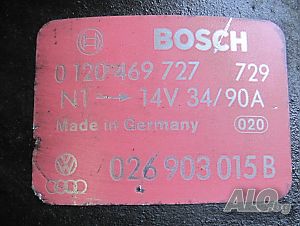 BOSCH
0 120 469 727 729
N1 → 14V 34/90A
Made in Germany 020
026 903 015 B
ALO.bg